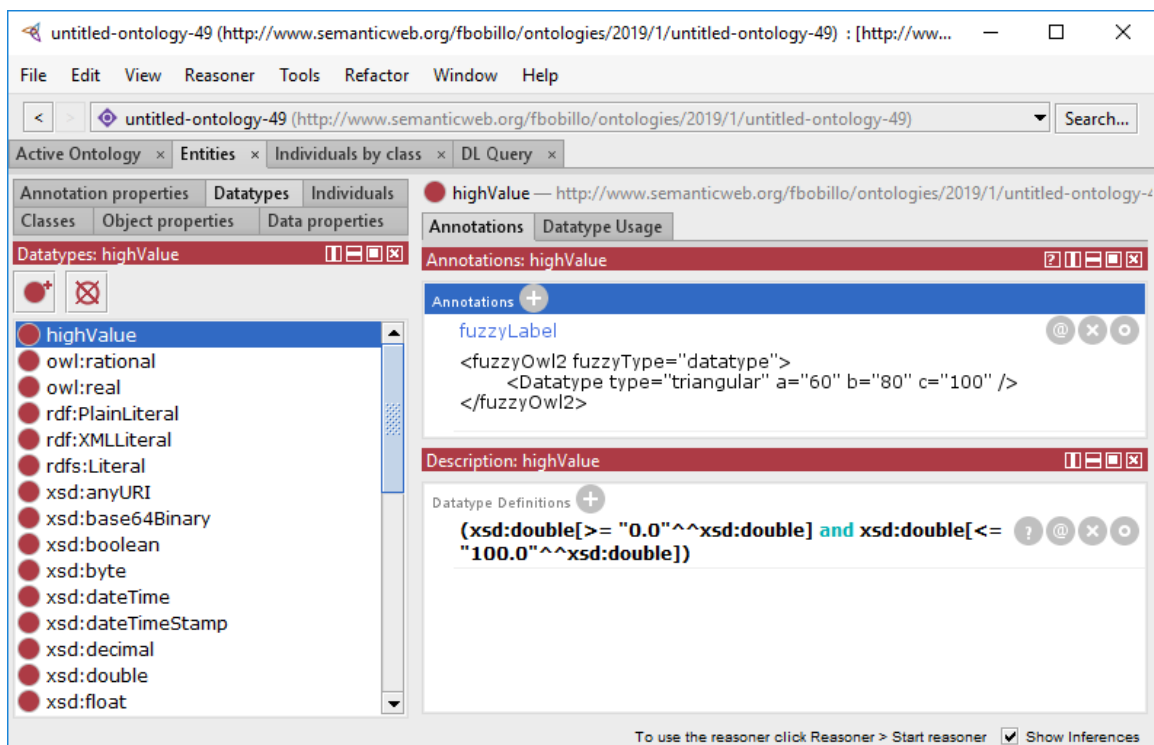 untitled-ontology-49 (http://www.semanticweb.org/fbobillo/ontologies/2019/1/untitled-ontology-49) : [http://ww...
File Edit View Reasoner Tools Refactor Window Help
< > untitled-ontology-49 (http://www.semanticweb.org/fbobillo/ontologies/2019/1/untitled-ontology-49) Search...
Active Ontology × Entities × Individuals by class × DL Query ×
Annotation properties Datatypes Individuals
Classes Object properties Data properties
Datatypes: highValue
highValue
owl:rational
owl:real
rdf:PlainLiteral
rdf:XMLLiteral
rdfs:Literal
xsd:anyURI
xsd:base64Binary
xsd:boolean
xsd:byte
xsd:dateTime
xsd:dateTimeStamp
xsd:decimal
xsd:double
xsd:float
highValue — http://www.semanticweb.org/fbobillo/ontologies/2019/1/untitled-ontology-4
Annotations Datatype Usage
Annotations: highValue
Annotations
fuzzyLabel
<fuzzyOwl2 fuzzyType="datatype">
<Datatype type="triangular" a="60" b="80" c="100" />
</fuzzyOwl2>
Description: highValue
Datatype Definitions
(xsd:double[>= "0.0"^^xsd:double] and xsd:double[<=
"100.0"^^xsd:double])
To use the reasoner click Reasoner > Start reasoner Show Inferences